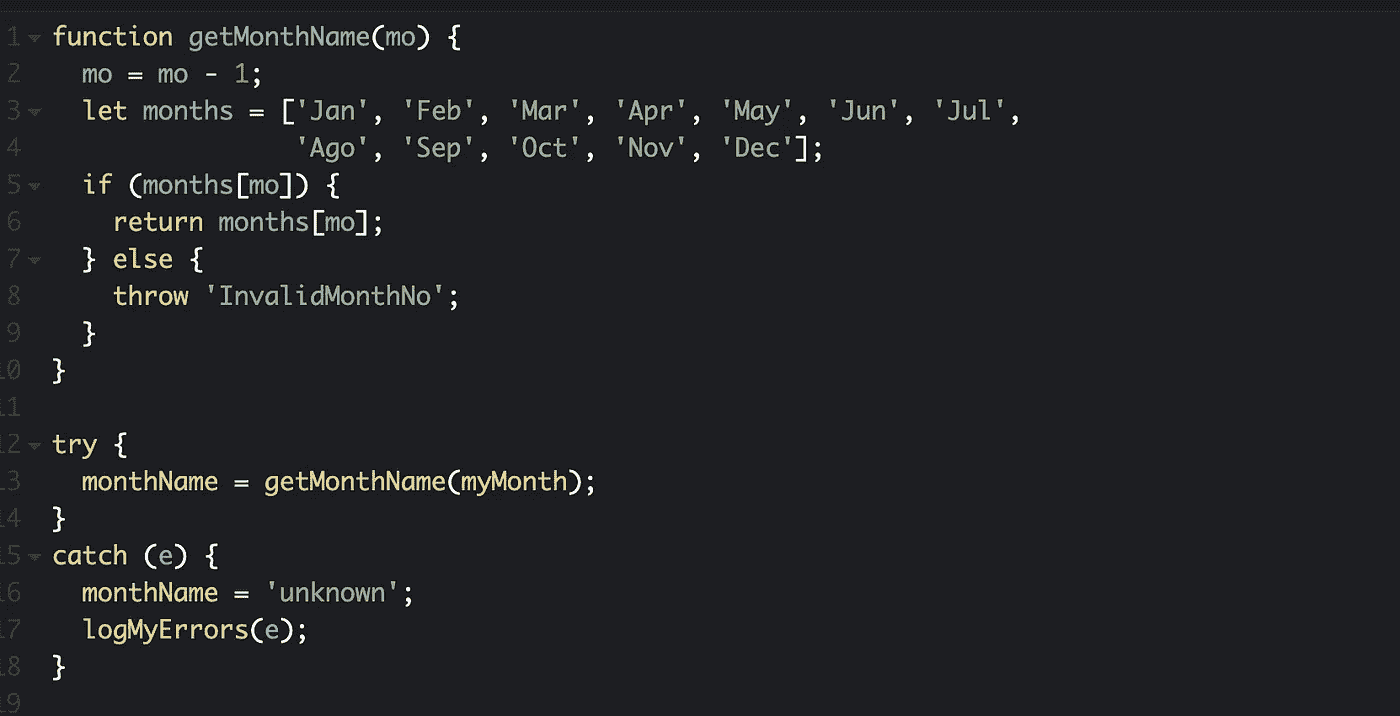 1 function getMonthName(mo) {
2   mo = mo - 1;
3   let months = ['Jan', 'Feb', 'Mar', 'Apr', 'May', 'Jun', 'Jul',
4                 'Ago', 'Sep', 'Oct', 'Nov', 'Dec'];
5   if (months[mo]) {
6     return months[mo];
7   } else {
8     throw 'InvalidMonthNo';
9   }
10 }
11
12 try {
13   monthName = getMonthName(myMonth);
14 }
15 catch (e) {
16   monthName = 'unknown';
17   logMyErrors(e);
18 }
19